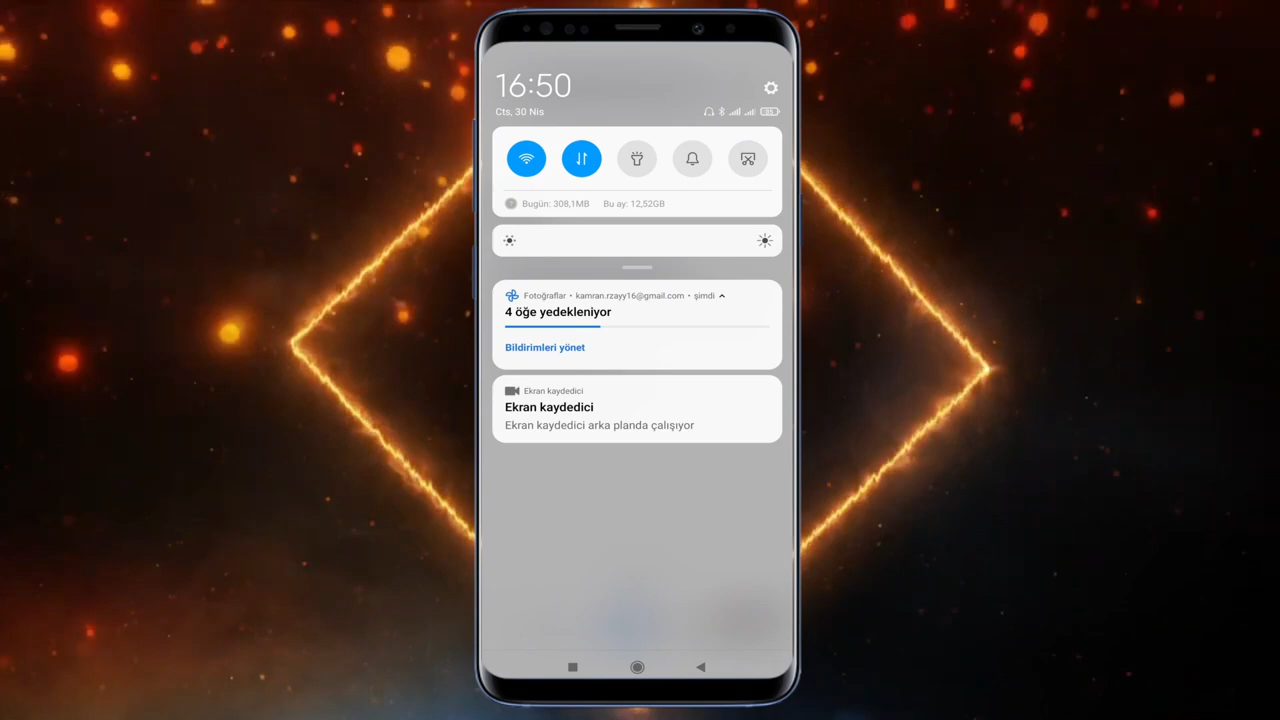 16:50
Cts, 30 Nis
Bugün: 308,1MB Bu ay: 12,52GB
Fotoğraflar • kamran.rzayy16@gmail.com • şimdi
4 öğe yedekleniyor
Bildirimleri yönet
Ekran kaydedici
Ekran kaydedici
Ekran kaydedici arka planda çalışıyor